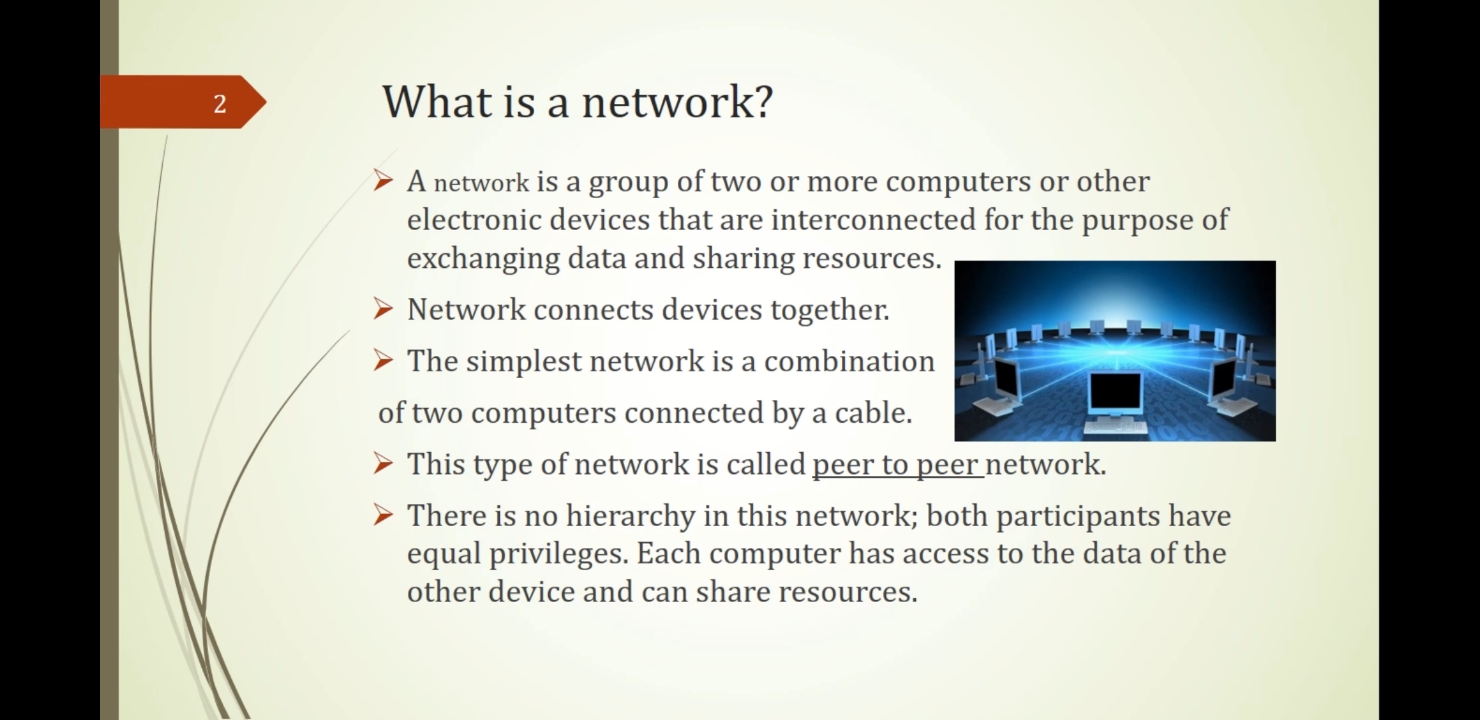 2
What is a network?
A network is a group of two or more computers or other
electronic devices that are interconnected for the purpose of
exchanging data and sharing resources.
Network connects devices together.
The simplest network is a combination
of two computers connected by a cable.
This type of network is called peer to peer network.
There is no hierarchy in this network; both participants have
equal privileges. Each computer has access to the data of the
other device and can share resources.